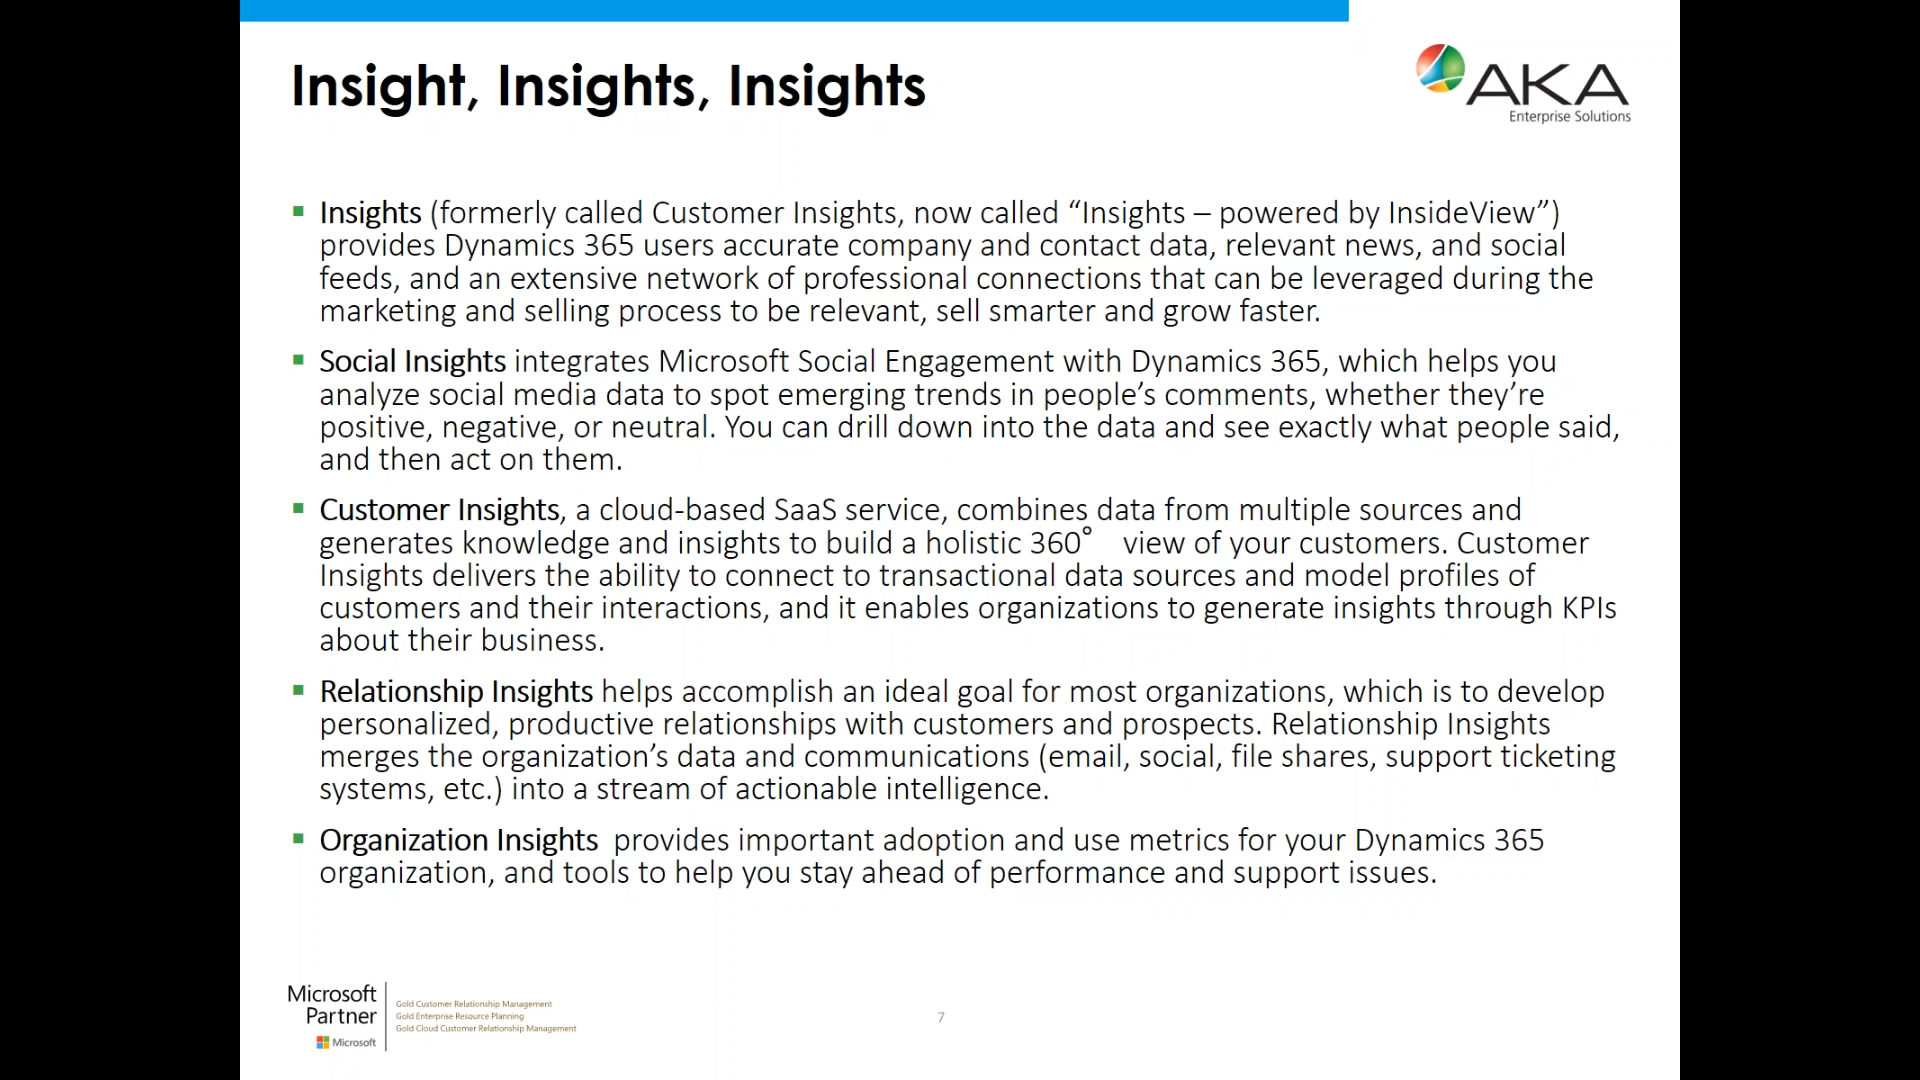 Insight, Insights, Insights
AKA
Enterprise Solutions
▪ Insights (formerly called Customer Insights, now called “Insights – powered by InsideView”)
provides Dynamics 365 users accurate company and contact data, relevant news, and social
feeds, and an extensive network of professional connections that can be leveraged during the
marketing and selling process to be relevant, sell smarter and grow faster.
▪ Social Insights integrates Microsoft Social Engagement with Dynamics 365, which helps you
analyze social media data to spot emerging trends in people’s comments, whether they’re
positive, negative, or neutral. You can drill down into the data and see exactly what people said,
and then act on them.
▪ Customer Insights, a cloud-based SaaS service, combines data from multiple sources and
generates knowledge and insights to build a holistic 360° view of your customers. Customer
Insights delivers the ability to connect to transactional data sources and model profiles of
customers and their interactions, and it enables organizations to generate insights through KPIs
about their business.
▪ Relationship Insights helps accomplish an ideal goal for most organizations, which is to develop
personalized, productive relationships with customers and prospects. Relationship Insights
merges the organization’s data and communications (email, social, file shares, support ticketing
systems, etc.) into a stream of actionable intelligence.
▪ Organization Insights provides important adoption and use metrics for your Dynamics 365
organization, and tools to help you stay ahead of performance and support issues.
Microsoft
Partner
Microsoft
Gold Customer Relationship Management
Gold Enterprise Resource Planning
Gold Cloud Customer Relationship Management
7